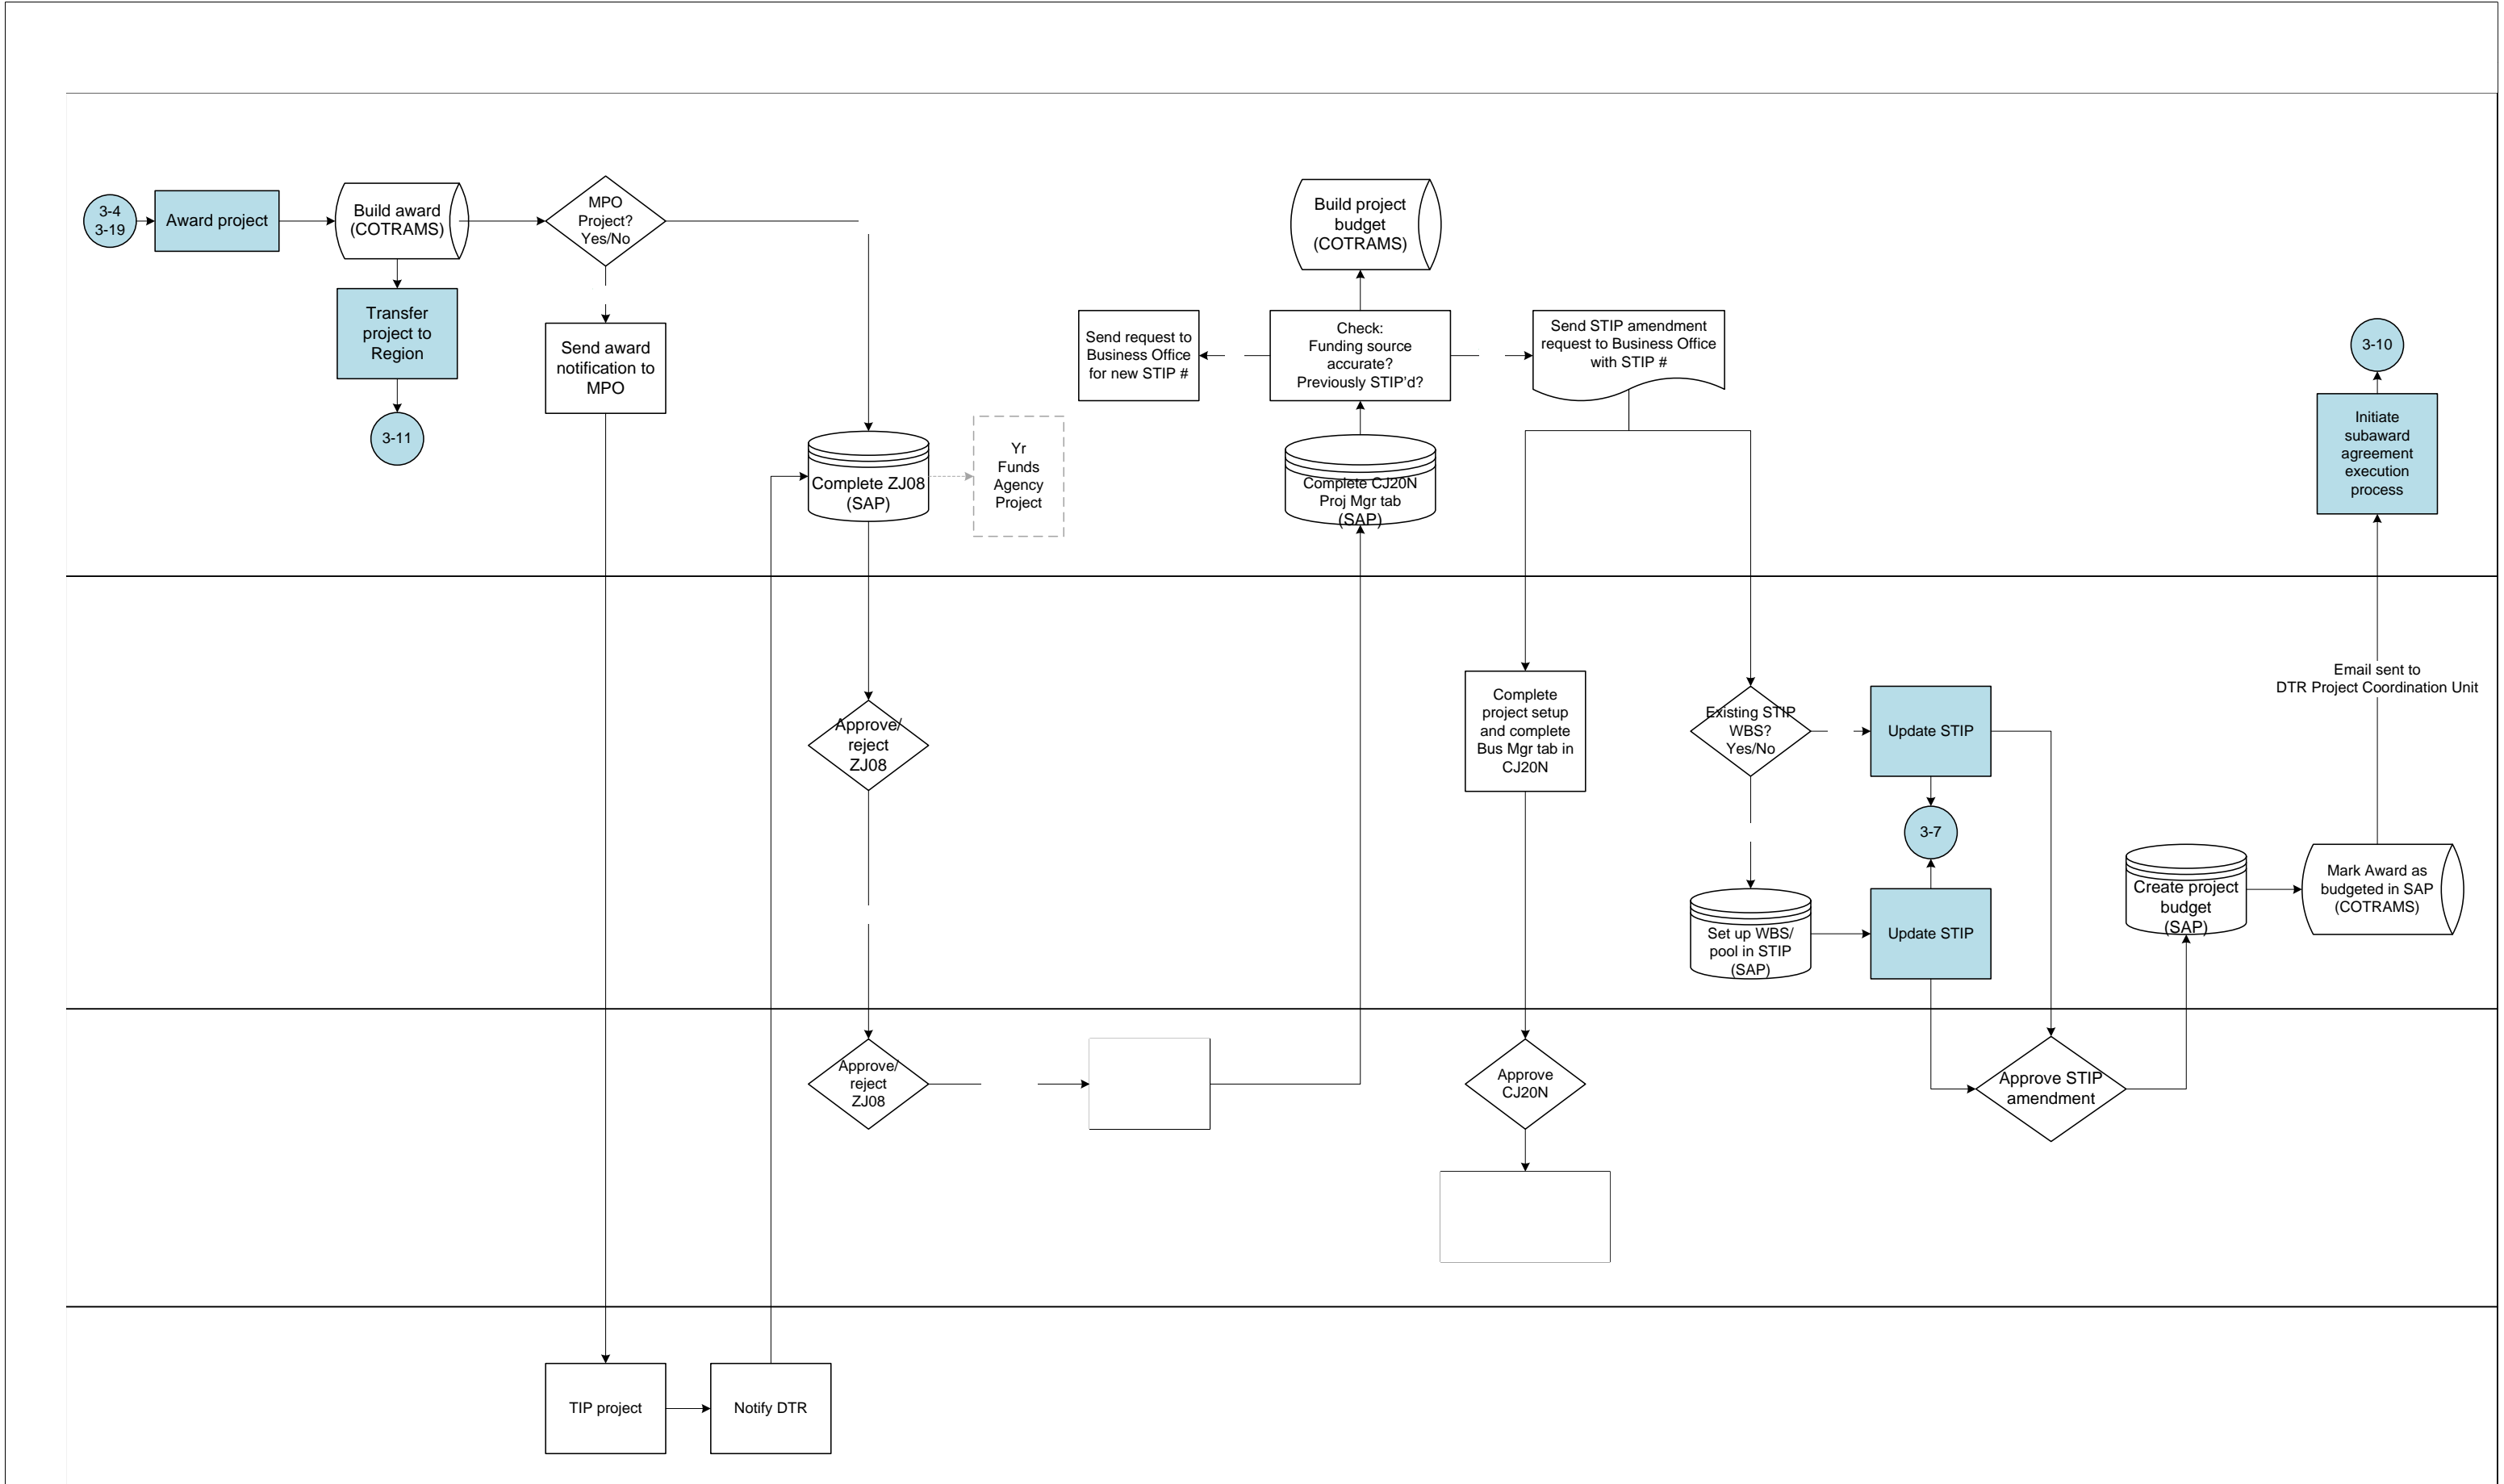 3-4
3-19
Award project
Build award
(COTRAMS)
MPO
Project?
Yes/No
Transfer
project to
Region
3-11
Send award
notification to
MPO
Complete ZJ08
(SAP)
Yr
Funds
Agency
Project
Build project
budget
(COTRAMS)
Send request to
Business Office
for new STIP #
Check:
Funding source
accurate?
Previously STIP'd?
Send STIP amendment
request to Business Office
with STIP #
Complete CJ20N
Proj Mgr tab
(SAP)
3-10
Initiate
subaward
agreement
execution
process
Approve/
reject
ZJ08
Complete
project setup
and complete
Bus Mgr tab in
CJ20N
Existing STIP
WBS?
Yes/No
Update STIP
3-7
Set up WBS/
pool in STIP
(SAP)
Update STIP
Email sent to
DTR Project Coordination Unit
Create project
budget
(SAP)
Mark Award as
budgeted in SAP
(COTRAMS)
Approve/
reject
ZJ08
Approve
CJ20N
Approve STIP
amendment
TIP project
Notify DTR